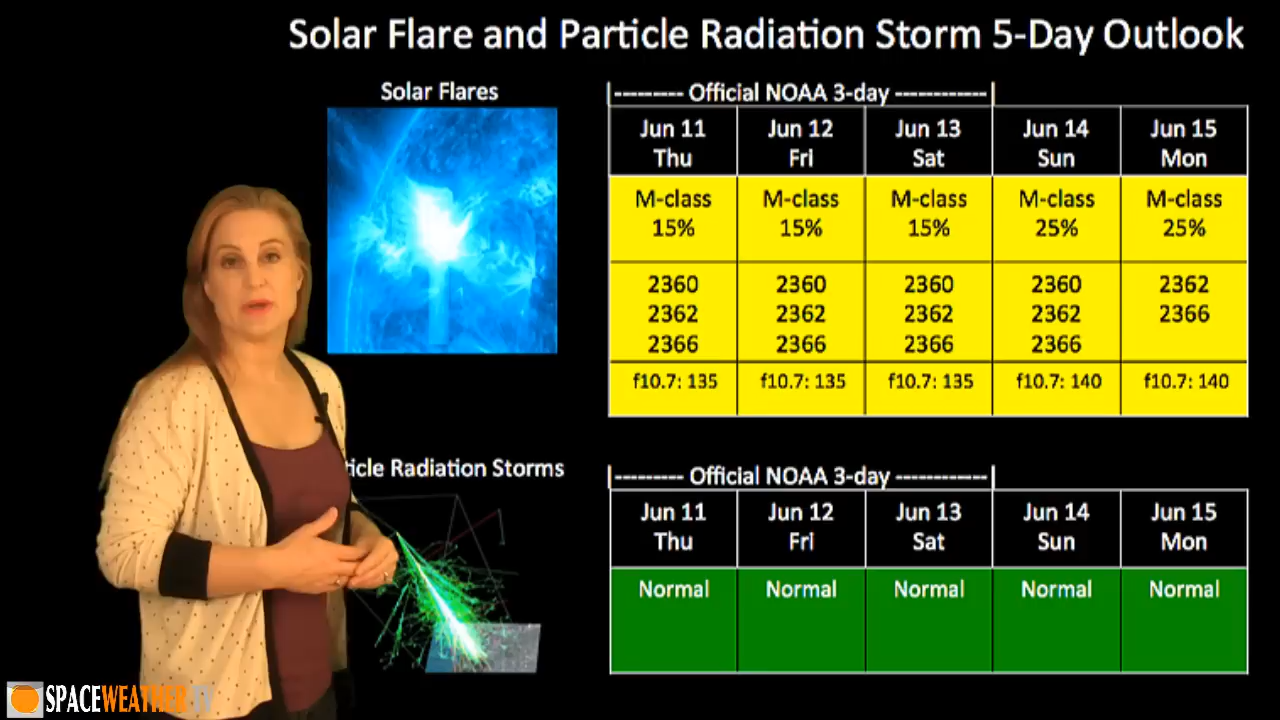 Solar Flare and Particle Radiation Storm 5-Day Outlook
Solar Flares
|--------- Official NOAA 3-day ------------|
Jun 11 Jun 12 Jun 13 Jun 14 Jun 15
Thu Fri Sat Sun Mon
M-class M-class M-class M-class M-class
15% 15% 15% 25% 25%
2360 2360 2360 2360 2362
2362 2362 2362 2362 2366
2366 2366 2366 2366
f10.7: 135 f10.7: 135 f10.7: 135 f10.7: 140 f10.7: 140
ticle Radiation Storms
|--------- Official NOAA 3-day ------------|
Jun 11 Jun 12 Jun 13 Jun 14 Jun 15
Thu Fri Sat Sun Mon
Normal Normal Normal Normal Normal
SPACEWEATHER TV